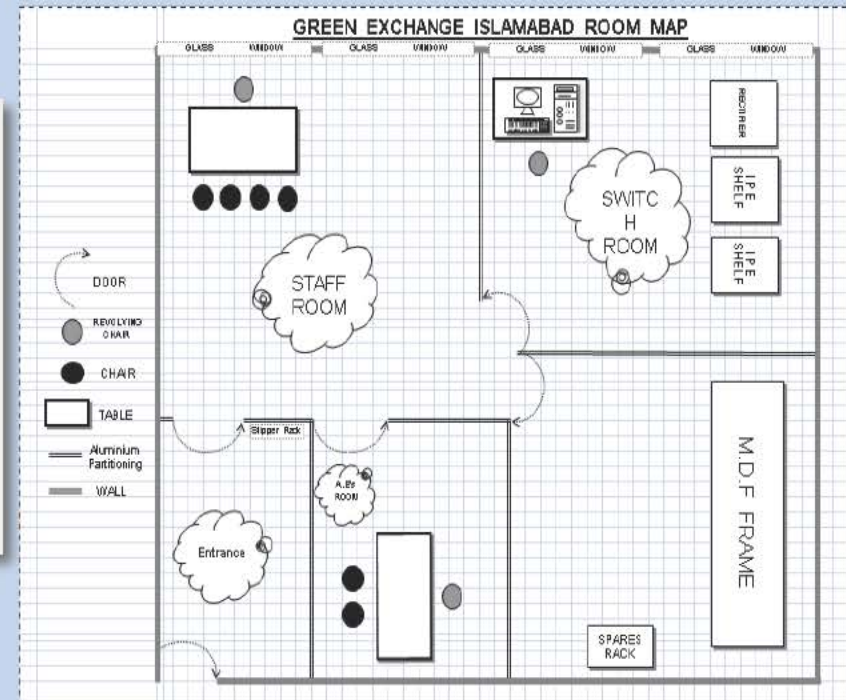 GREEN EXCHANGE ISLAMABAD ROOM MAP
GLASS WINDOW GLASS WINDOW GLASS WINDOW GLASS WINDOW
RECTIFIER
SWITC
H
ROOM
IPE
SHELF
IPE
SHELF
STAFF
ROOM
DOOR
REVOLVING
CHAIR
CHAIR
TABLE
Aluminium
Partitioning
WALL
Slipper Rack
A.E's
ROOM
Entrance
M.D.F FRAME
SPARES
RACK